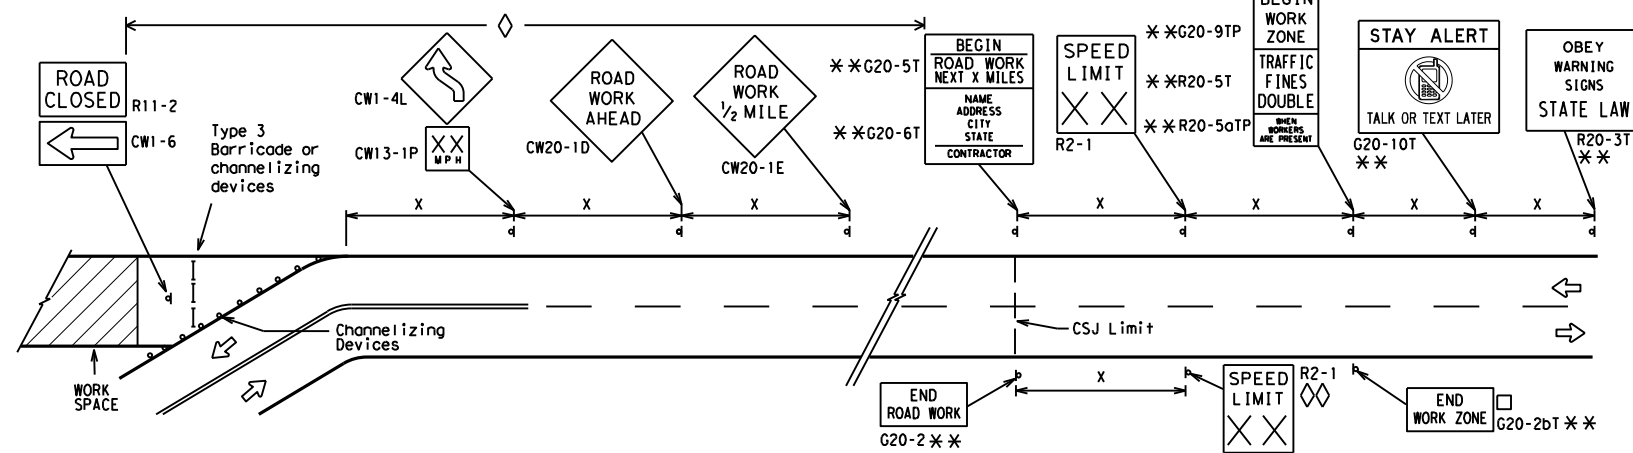 ROAD
CLOSED
R11-2
CW1-6
Type 3
Barricade or
channelizing
devices
CW1-4L
XX
MPH
CW13-1P
ROAD
WORK
AHEAD
CW20-1D
ROAD
WORK
1/2 MILE
CW20-1E
* *G20-5T
* *G20-6T
BEGIN
ROAD WORK
NEXT X MILES
NAME
ADDRESS
CITY
STATE
CONTRACTOR
SPEED
LIMIT
XX
R2-1
* *G20-9TP
* *R20-5T
* *R20-5aTP
BEGIN
WORK
ZONE
TRAFFIC
FINES
DOUBLE
WHEN
WORKERS
ARE PRESENT
STAY ALERT
TALK OR TEXT LATER
G20-10T
* *
OBEY
WARNING
SIGNS
STATE LAW
R20-3T
* *
X
X
X
X
X
X
X
Channelizing
Devices
CSJ Limit
WORK
SPACE
END
ROAD WORK
G20-2 * *
X
SPEED
LIMIT
XX
R2-1
END
WORK ZONE
G20-2bT * *